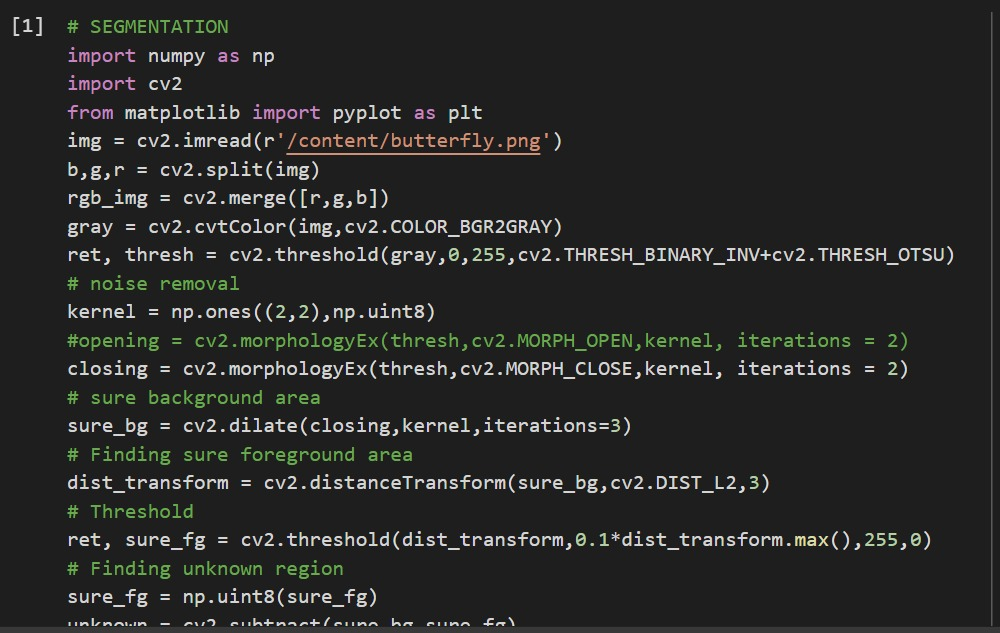 [1] # SEGMENTATION
import numpy as np
import cv2
from matplotlib import pyplot as plt
img = cv2.imread(r'/content/butterfly.png')
b,g,r = cv2.split(img)
rgb_img = cv2.merge([r,g,b])
gray = cv2.cvtColor(img,cv2.COLOR_BGR2GRAY)
ret, thresh = cv2.threshold(gray,0,255,cv2.THRESH_BINARY_INV+cv2.THRESH_OTSU)
# noise removal
kernel = np.ones((2,2),np.uint8)
#opening = cv2.morphologyEx(thresh,cv2.MORPH_OPEN,kernel, iterations = 2)
closing = cv2.morphologyEx(thresh,cv2.MORPH_CLOSE,kernel, iterations = 2)
# sure background area
sure_bg = cv2.dilate(closing,kernel,iterations=3)
# Finding sure foreground area
dist_transform = cv2.distanceTransform(sure_bg,cv2.DIST_L2,3)
# Threshold
ret, sure_fg = cv2.threshold(dist_transform,0.1*dist_transform.max(),255,0)
# Finding unknown region
sure_fg = np.uint8(sure_fg)
unknown = cv2.subtract(sure_bg,sure_fg)